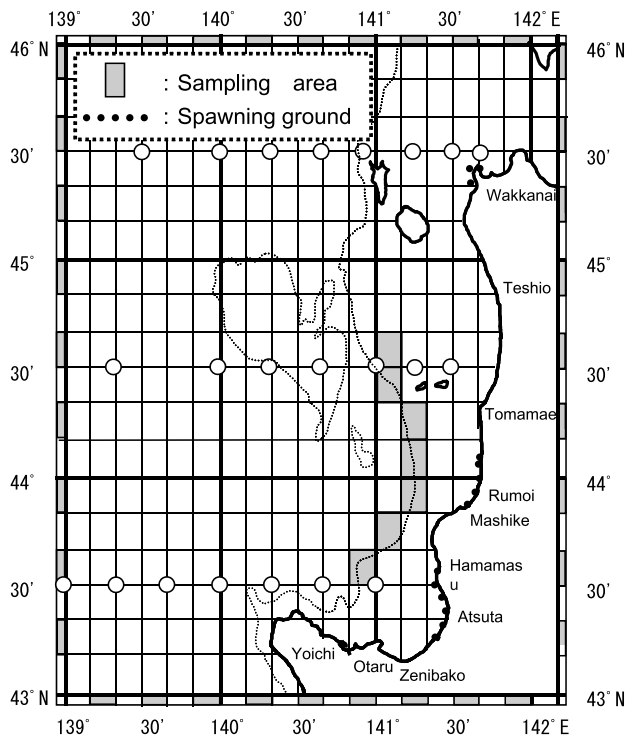 139° 30' 140° 30' 141° 30' 142° E
46° N 46° N
: Sampling area
: Spawning ground
30' 30'
Wakkanai
45° 45°
Teshio
30' 30'
Tomamae
44° 44°
Rumoi
Mashike
Hamamas
30' u 30'
Atsuta
Yoichi Otaru Zenibako
43° N 43° N
139° 30' 140° 30' 141° 30' 142° E